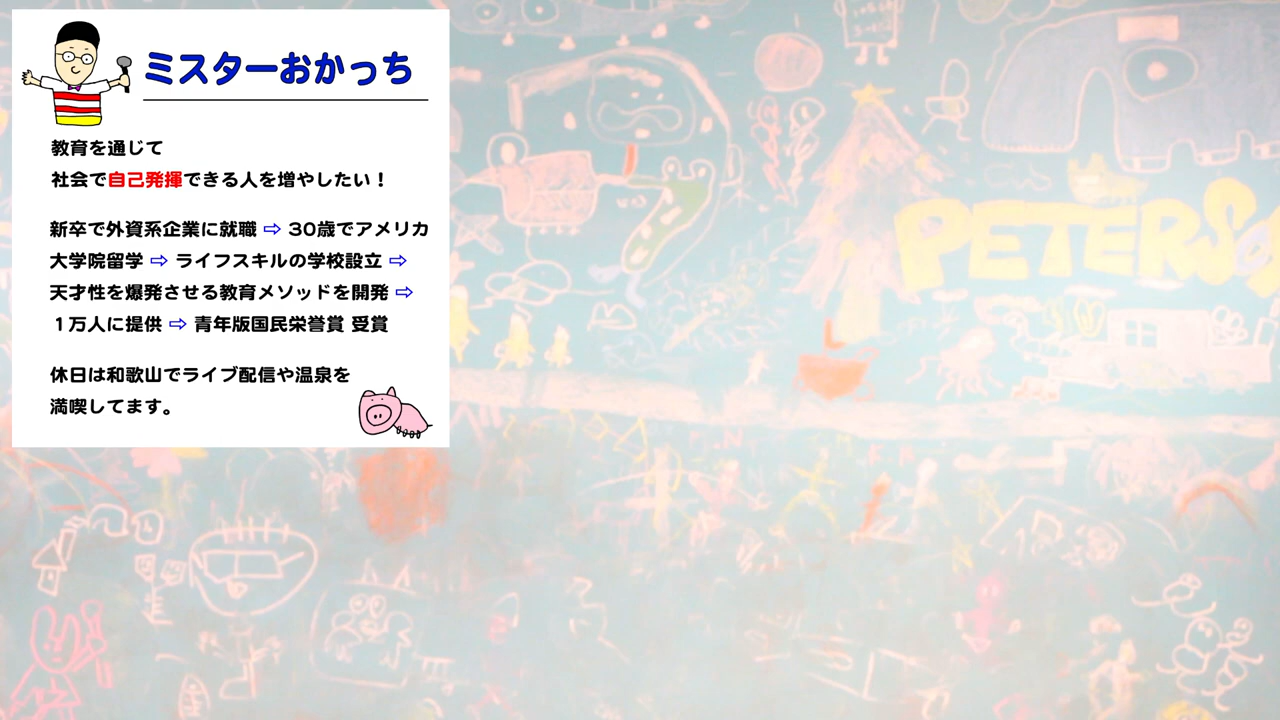 ミスターおかっち
教育を通じて
社会で自己発揮できる人を増やしたい！
新卒で外資系企業に就職 ⇨ 30歳でアメリカ
大学院留学 ⇨ ライフスキルの学校設立 ⇨
天才性を爆発させる教育メソッドを開発 ⇨
１万人に提供 ⇨ 青年版国民栄誉賞 受賞
休日は和歌山でライブ配信や温泉を
満喫してます。
PETERS